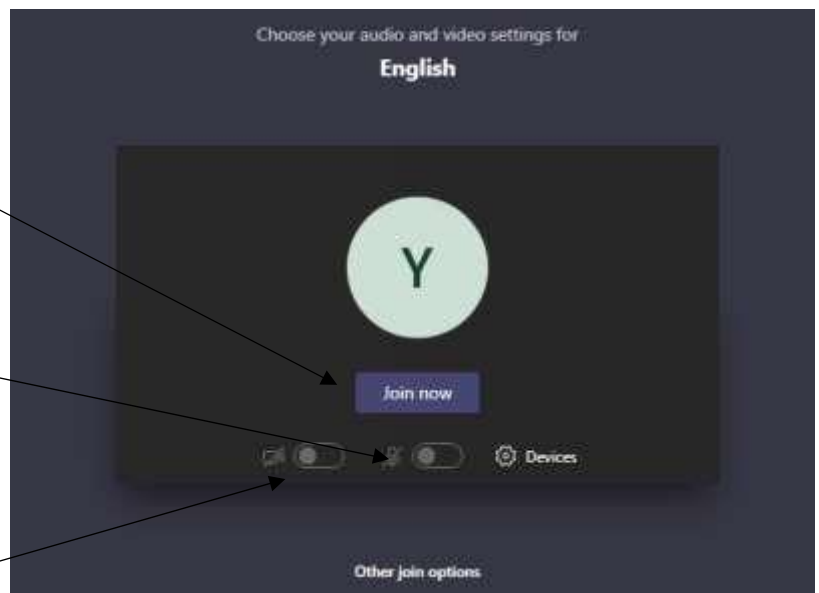 Choose your audio and video settings for
English
Y
Join now
Devices
Other join options